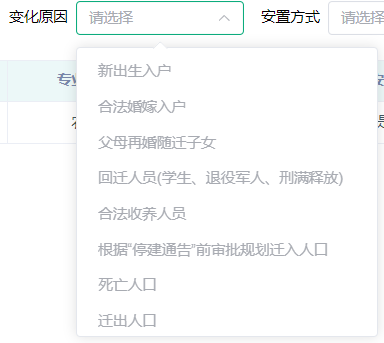 变化原因 请选择 安置方式 请选择
专业
新出生入户
合法婚嫁入户
父母再婚随迁子女
回迁人员(学生、退役军人、刑满释放)
合法收养人员
根据“停建通告”前审批规划迁入人口
死亡人口
迁出人口